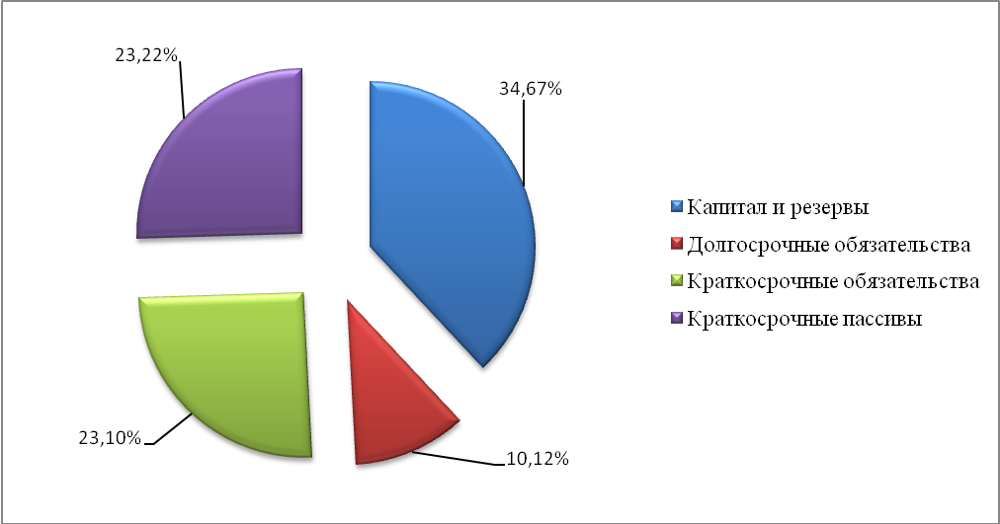 23,22%
34,67%
Капитал и резервы
Долгосрочные обязательства
Краткосрочные обязательства
Краткосрочные пассивы
23,10%
10,12%